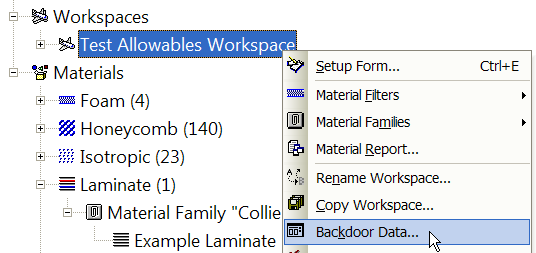 Workspaces
Test Allowables Workspace
Materials
Foam (4)
Honeycomb (140)
Isotropic (23)
Laminate (1)
Material Family "Collie
Example Laminate
Setup Form... Ctrl+E
Material Filters
Material Families
Material Report...
Rename Workspace...
Copy Workspace...
Backdoor Data...